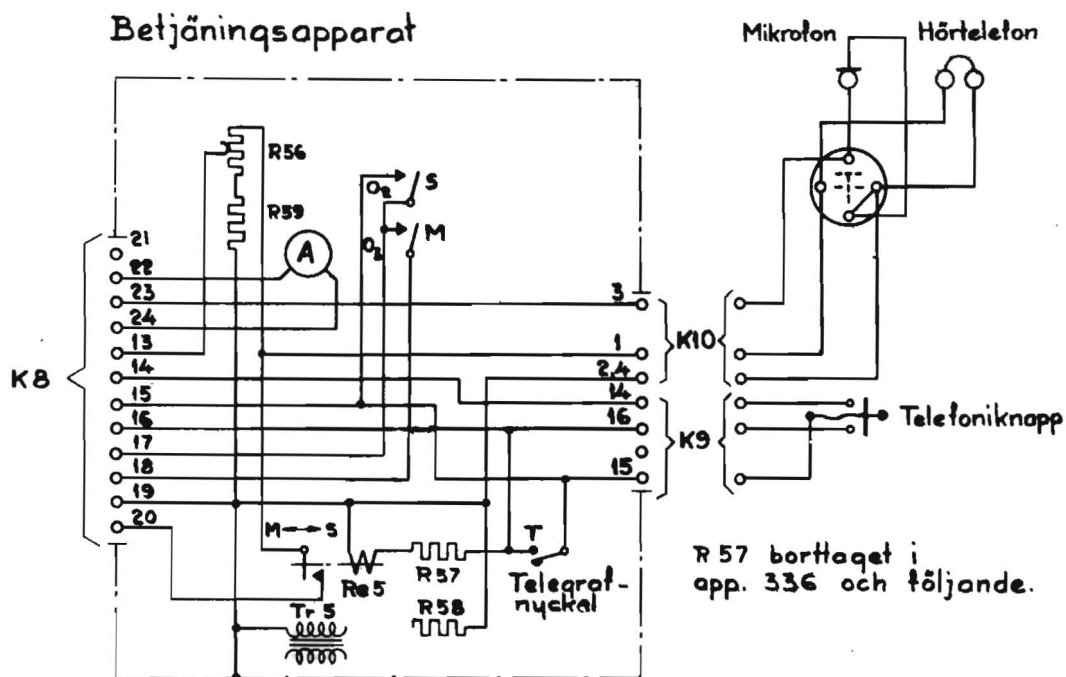 Betjäningsapparat
Mikrofon
Hörtelefon
R56
R59
A
O2
S
O3
M
K8
21
22
23
24
13
14
15
16
17
18
19
20
3
1
2,4
14
16
15
K10
K9
Telefoniknapp
M ↔ S
Re5
R57
R58
Tr 5
T
Telegraf-
nyckel
R 57 borttaget i
app. 336 och följande.